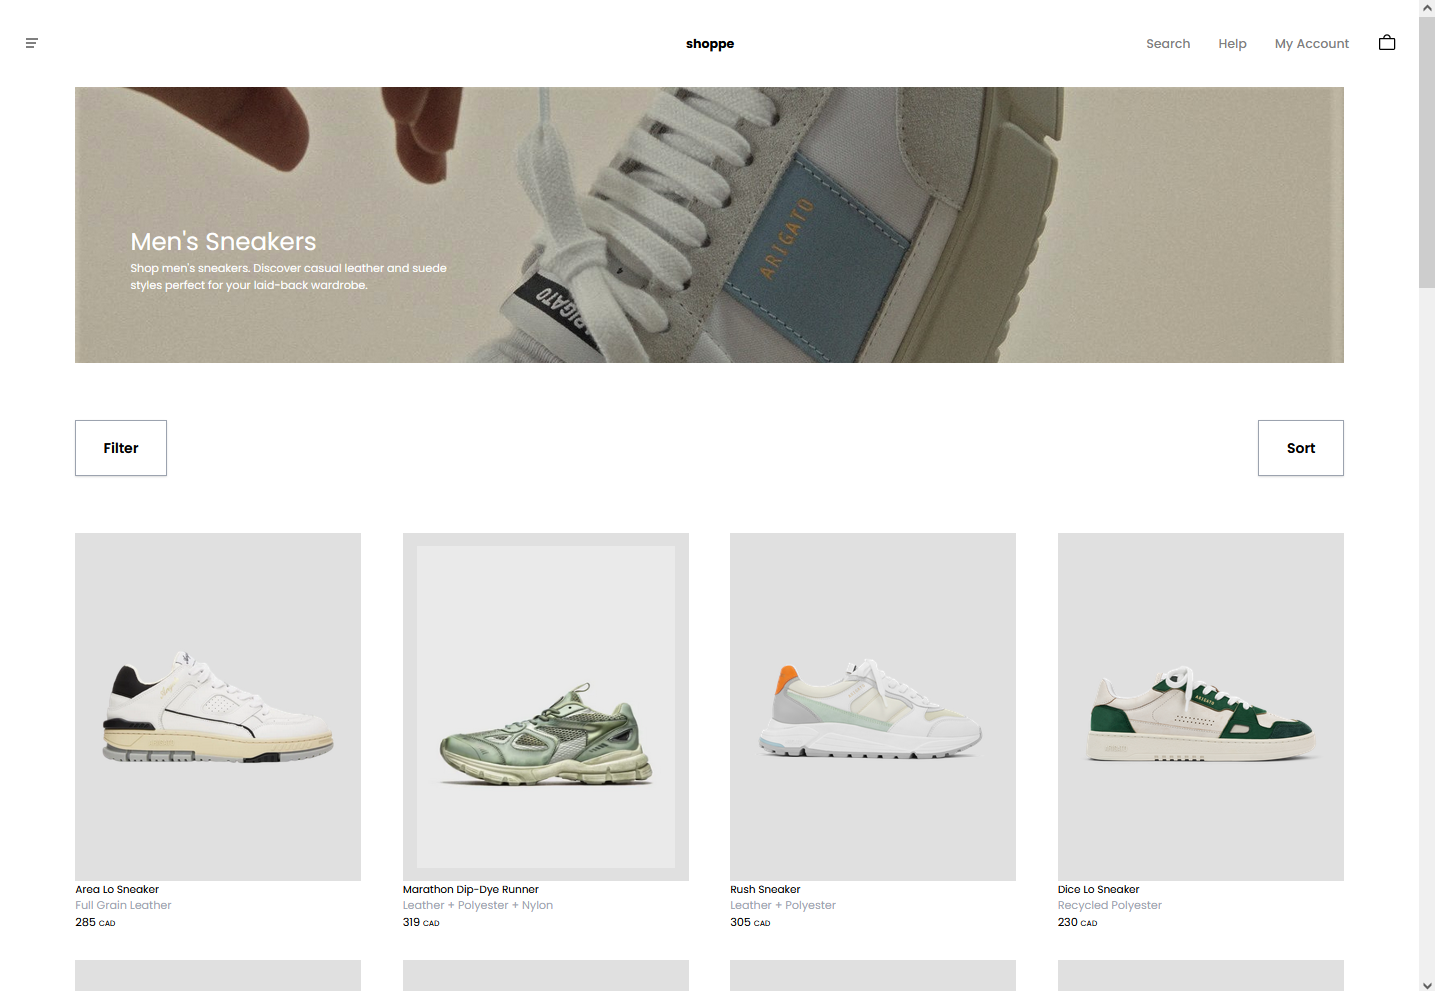 shoppe
Search Help My Account
ARIGATO
ARIGATO
Men's Sneakers
Shop men's sneakers. Discover casual leather and suede
styles perfect for your laid-back wardrobe.
Filter
Sort
ARIGATO
Area Lo Sneaker
Full Grain Leather
285 CAD
Marathon Dip-Dye Runner
Leather + Polyester + Nylon
319 CAD
Rush Sneaker
Leather + Polyester
305 CAD
Dice Lo Sneaker
Recycled Polyester
230 CAD